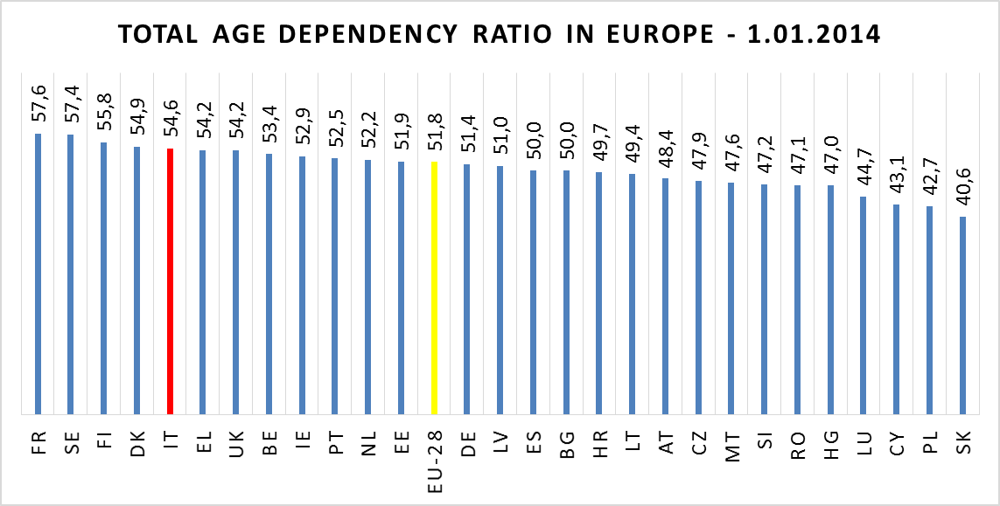 TOTAL AGE DEPENDENCY RATIO IN EUROPE - 1.01.2014
57,6
57,4
55,8
54,9
54,6
54,2
54,2
53,4
52,9
52,5
52,2
51,9
51,8
51,4
51,0
50,0
50,0
49,7
49,4
48,4
47,9
47,6
47,2
47,1
47,0
44,7
43,1
42,7
40,6
FR
SE
FI
DK
IT
EL
UK
BE
IE
PT
NL
EE
EU-28
DE
LV
ES
BG
HR
LT
AT
CZ
MT
SI
RO
HG
LU
CY
PL
SK